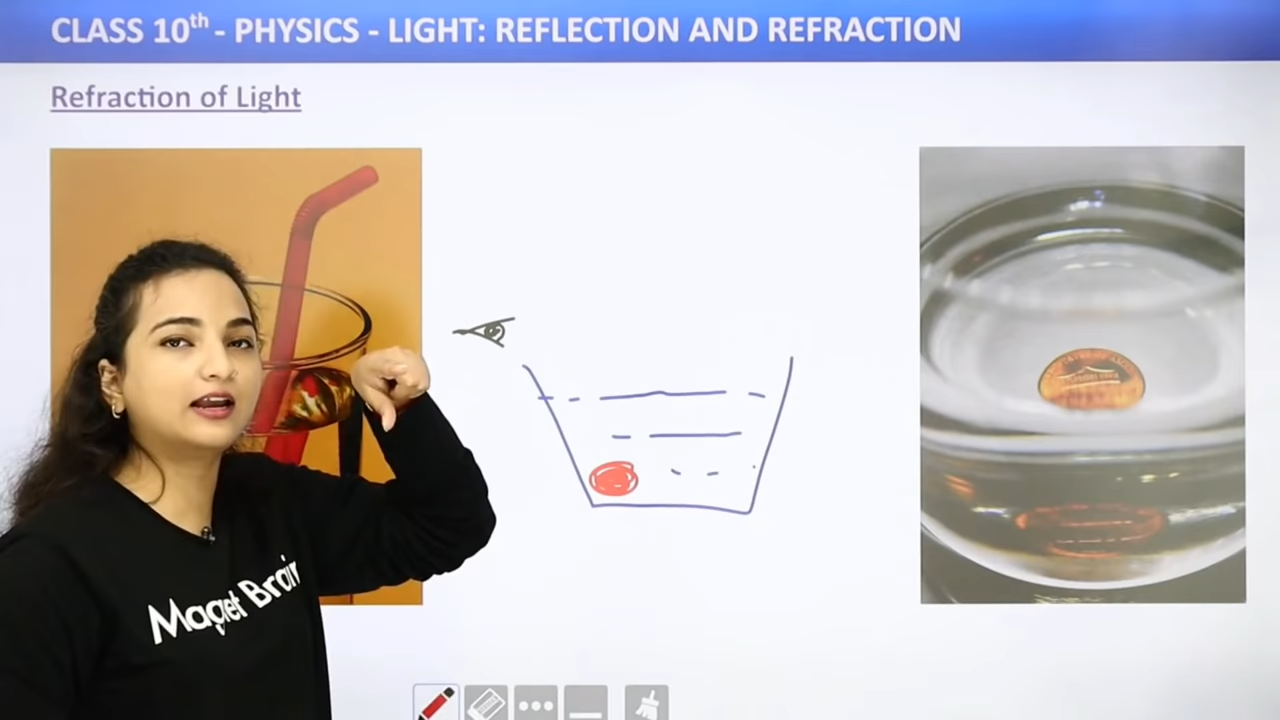 CLASS 10th - PHYSICS - LIGHT: REFLECTION AND REFRACTION
Refraction of Light
Magnet Brain